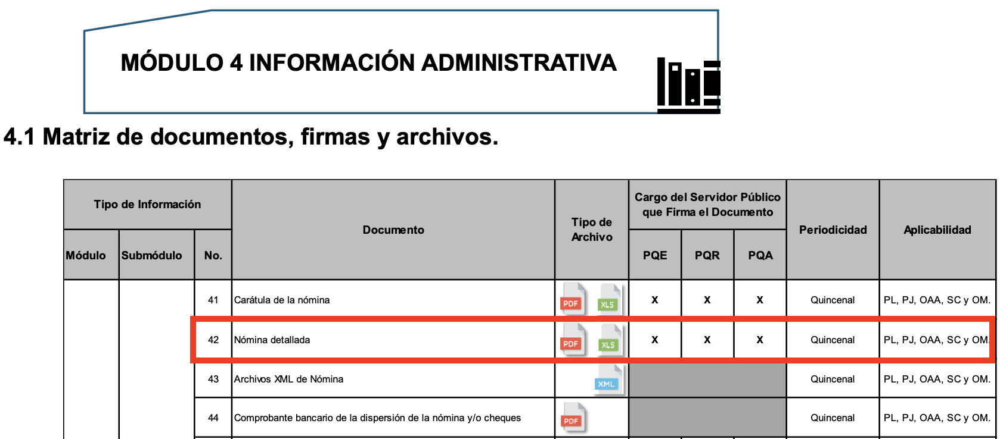 MÓDULO 4 INFORMACIÓN ADMINISTRATIVA
4.1 Matriz de documentos, firmas y archivos.
Tipo de Información
Documento
Tipo de
Archivo
Cargo del Servidor Público
que Firma el Documento
Periodicidad
Aplicabilidad
Módulo Submódulo No. PQE PQR PQA
41 Carátula de la nómina PDF XLS X X X Quincenal PL, PJ, OAA, SC y OM.
42 Nómina detallada PDF XLS X X X Quincenal PL, PJ, OAA, SC y OM.
43 Archivos XML de Nómina XML Quincenal PL, PJ, OAA, SC y OM.
44 Comprobante bancario de la dispersión de la nómina y/o cheques PDF Quincenal PL, PJ, OAA, SC y OM.